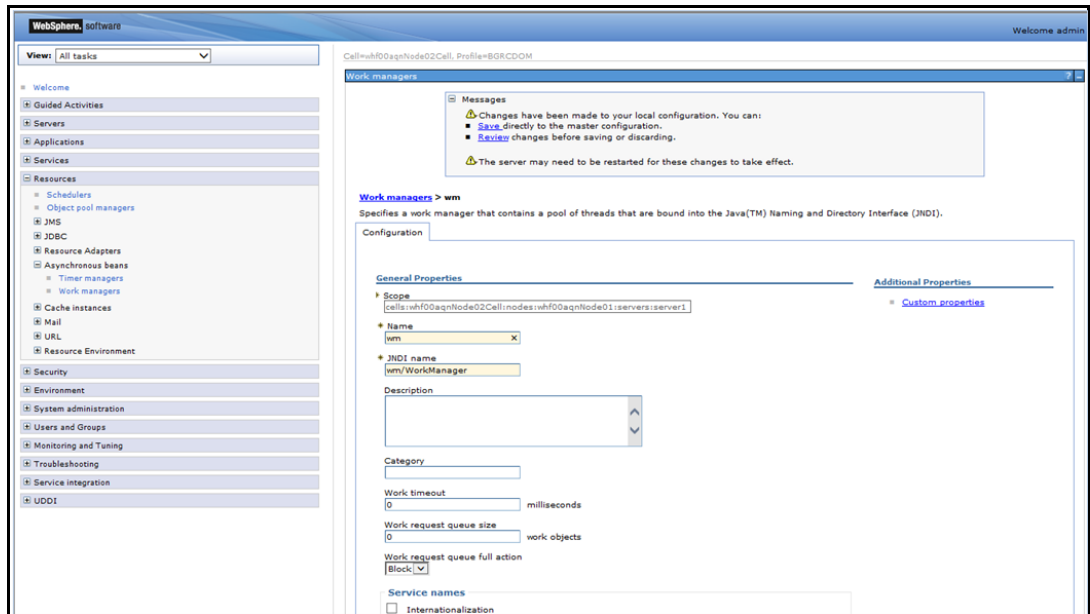 WebSphere. software
Welcome admin
View: All tasks
Cell=whf00aqnNode02Cell, Profile=BGRCDOM
Work managers
? -
Welcome
Guided Activities
Servers
Applications
Services
Resources
Schedulers
Object pool managers
JMS
JDBC
Resource Adapters
Asynchronous beans
Timer managers
Work managers
Cache instances
Mail
URL
Resource Environment
Security
Environment
System administration
Users and Groups
Monitoring and Tuning
Troubleshooting
Service integration
UDDI
Messages
Changes have been made to your local configuration. You can:
Save directly to the master configuration.
Review changes before saving or discarding.
The server may need to be restarted for these changes to take effect.
Work managers > wm
Specifies a work manager that contains a pool of threads that are bound into the Java(TM) Naming and Directory Interface (JNDI).
Configuration
General Properties
Scope
cells:whf00aqnNode02Cell:nodes:whf00aqnNode01:servers:server1
* Name
wm
* JNDI name
wm/WorkManager
Description
Category
Work timeout
0 milliseconds
Work request queue size
0 work objects
Work request queue full action
Block
Service names
Internationalization
Additional Properties
Custom properties